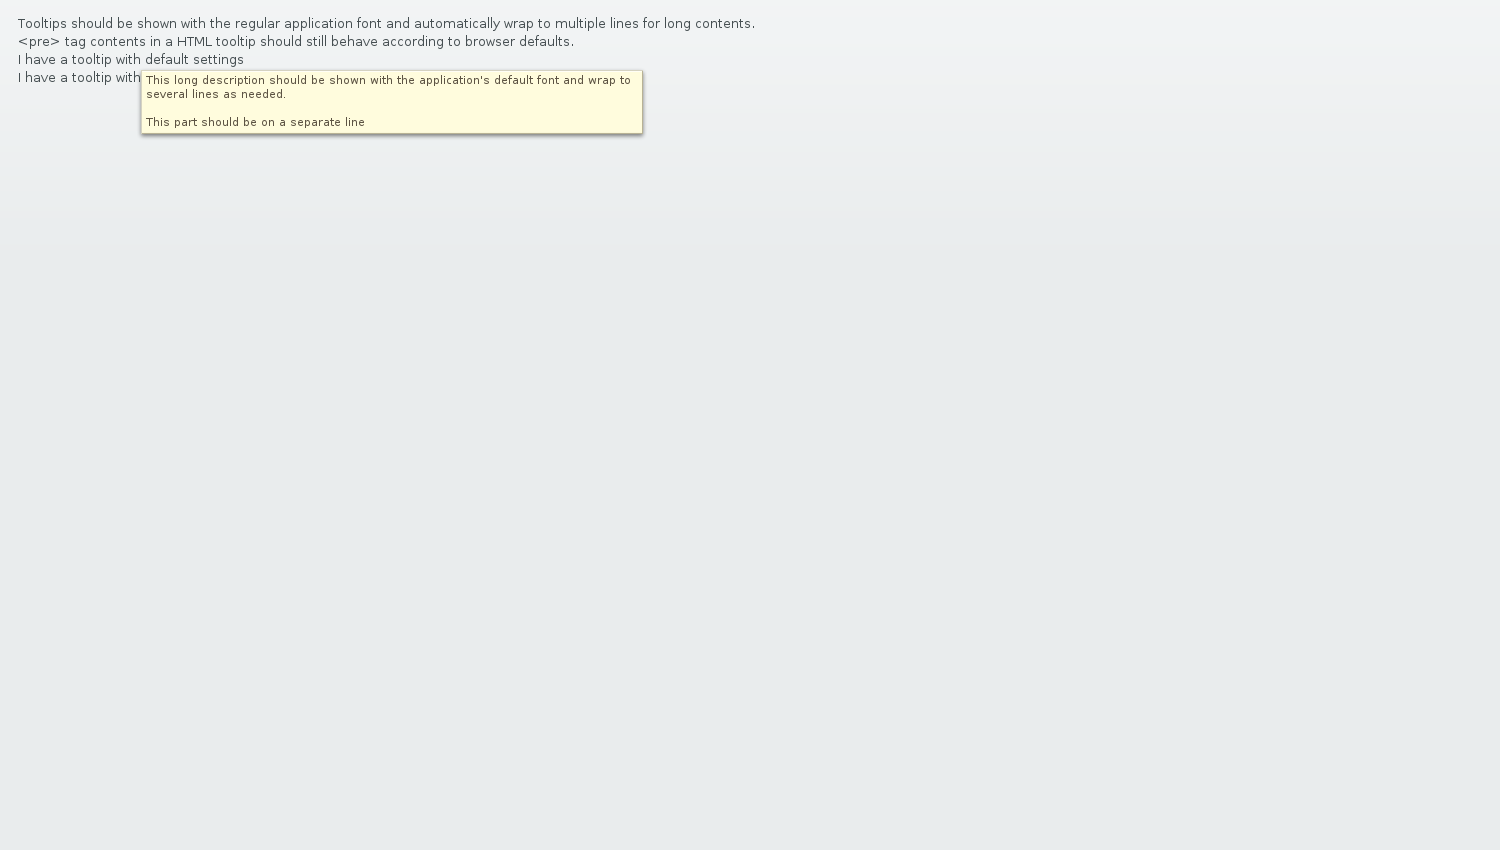 Tooltips should be shown with the regular application font and automatically wrap to multiple lines for long contents.
<pre> tag contents in a HTML tooltip should still behave according to browser defaults.
I have a tooltip with default settings
I have a tooltip with
This long description should be shown with the application's default font and wrap to
several lines as needed.
This part should be on a separate line